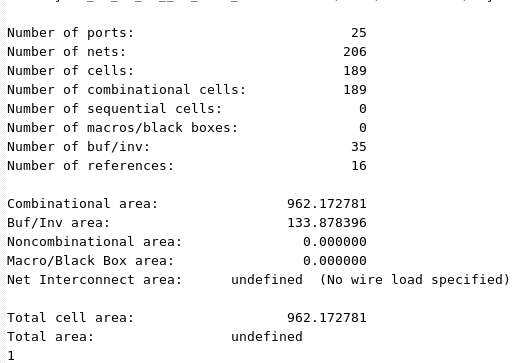 Number of ports: 25
Number of nets: 206
Number of cells: 189
Number of combinational cells: 189
Number of sequential cells: 0
Number of macros/black boxes: 0
Number of buf/inv: 35
Number of references: 16
Combinational area: 962.172781
Buf/Inv area: 133.878396
Noncombinational area: 0.000000
Macro/Black Box area: 0.000000
Net Interconnect area: undefined (No wire load specified)
Total cell area: 962.172781
Total area: undefined
1